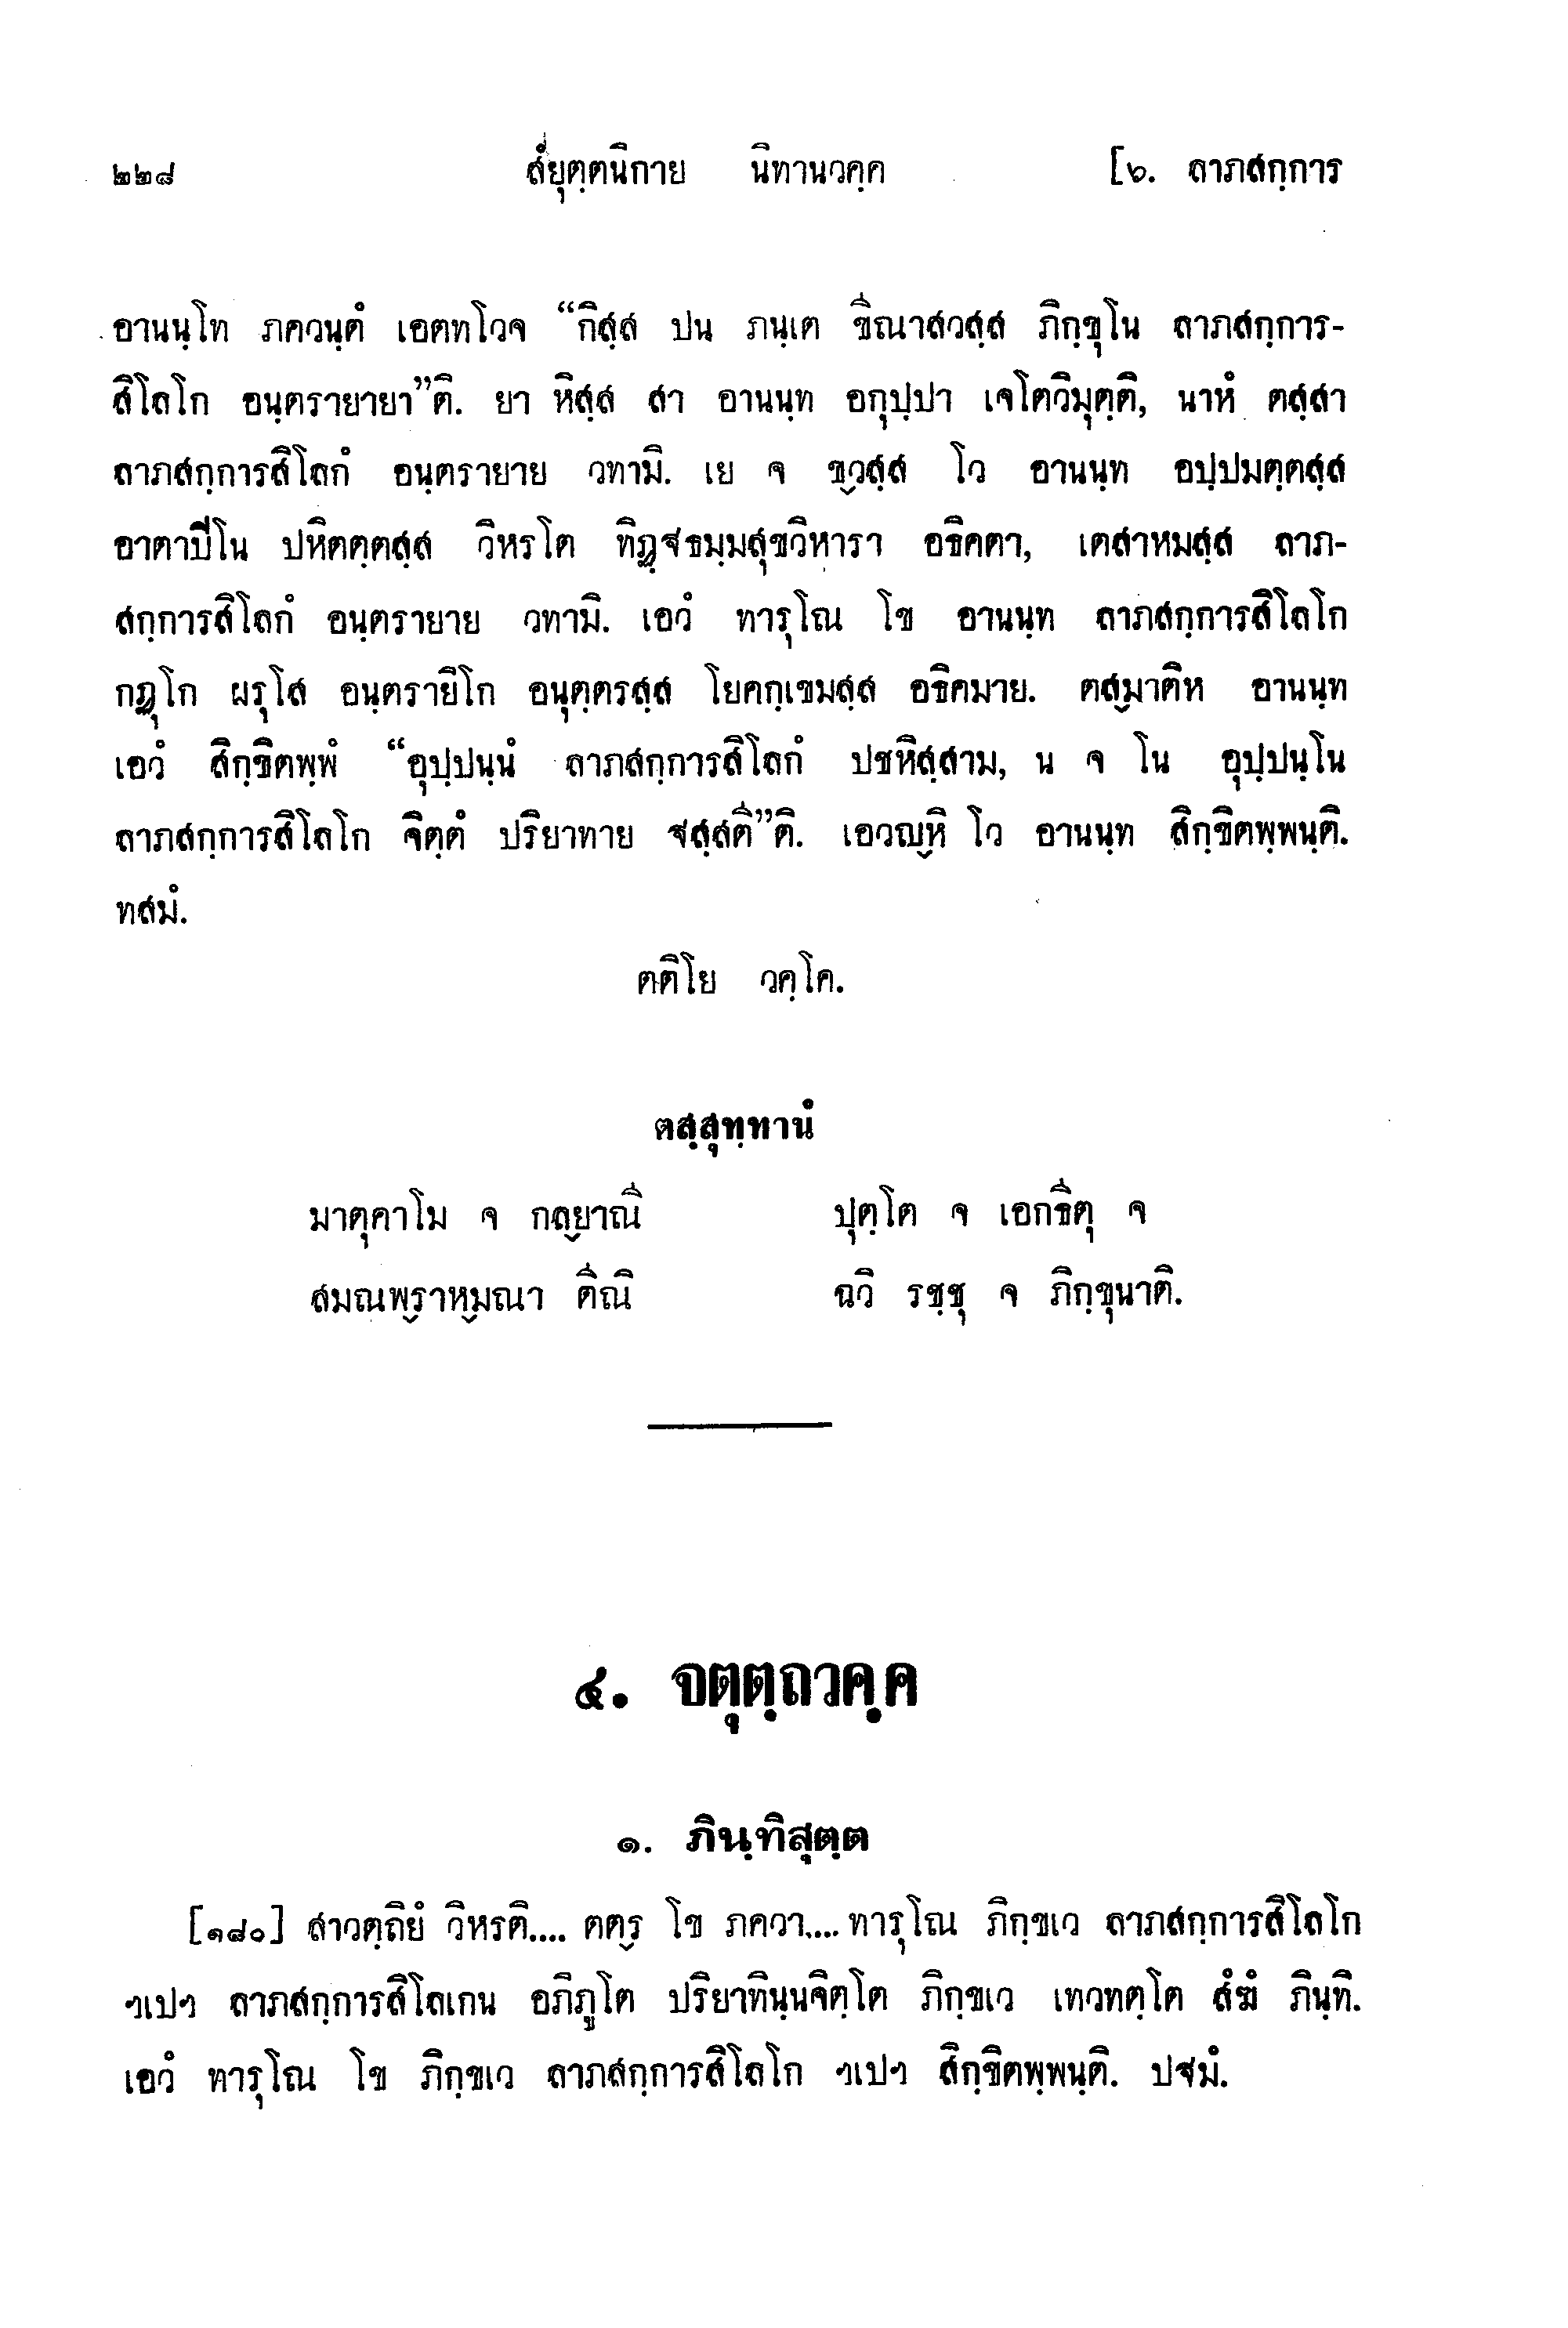 ๒๒๘ สํยุตฺตนิกาย นิทานวคฺค [๖. ลาภสกฺการ
อานนฺโท ภควนฺตํ เอตทโวจ “กิสฺส ปน ภนฺเต ขีณาสวสฺส ภิกฺขุโน ลาภสกฺการ-
สิโลโก อนฺตรายายา”ติ. ยา หิสฺส สา อานนฺท อกุปฺปา เจโตวิมุตฺติ, นาหํ ตสฺสา
ลาภสกฺการสิโลกํ อนฺตรายาย วทามิ. เย จ ข๎วสฺส โว อานนฺท อปฺปมตฺตสฺส
อาตาปิโน ปหิตตฺตสฺส วิหรโต ทิฏฺฐธมฺมสุขวิหารา อธิคตา, เตสาหมสฺส ลาภ-
สกฺการสิโลกํ อนฺตรายาย วทามิ. เอวํ ทารุโณ โข อานนฺท ลาภสกฺการสิโลโก
กฏุโก ผรุโส อนฺตรายิโก อนุตฺตรสฺส โยคกฺเขมสฺส อธิคมาย. ตส๎มาติห อานนฺท
เอวํ สิกฺขิตพฺพํ “อุปฺปนฺนํ ลาภสกฺการสิโลกํ ปชหิสฺสาม, น จ โน อุปฺปนฺโน
ลาภสกฺการสิโลโก จิตฺตํ ปริยาทาย ฐสฺสตี”ติ. เอวญ๎หิ โว อานนฺท สิกฺขิตพฺพนฺติ.
ทสมํ.
ตติโย วคฺโค.
ตสฺสุทฺทานํ
มาตุคาโม จ กล๎ยาณี ปุตฺโต จ เอกธีตุ จ
สมณพ๎ราห๎มณา ตีณิ ฉวิ รชฺชุ จ ภิกฺขุนาติ.
๔. จตุตฺถวคฺค
๑. ภินฺทิสุตฺต
[๑๘๐] สาวตฺถิยํ วิหรติ.... ตต๎ร โข ภควา.... ทารุโณ ภิกฺขเว ลาภสกฺการสิโลโก
ฯเปฯ ลาภสกฺการสิโลเกน อภิภูโต ปริยาทินฺนจิตฺโต ภิกฺขเว เทวทตฺโต สํฆํ ภินฺทิ.
เอวํ ทารุโณ โข ภิกฺขเว ลาภสกฺการสิโลโก ฯเปฯ สิกฺขิตพฺพนฺติ. ปฐมํ.